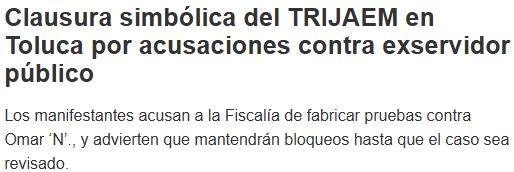 Clausura simbólica del TRIJAEM en
Toluca por acusaciones contra exservidor
público
Los manifestantes acusan a la Fiscalía de fabricar pruebas contra
Omar ‘N’., y advierten que mantendrán bloqueos hasta que el caso sea
revisado.